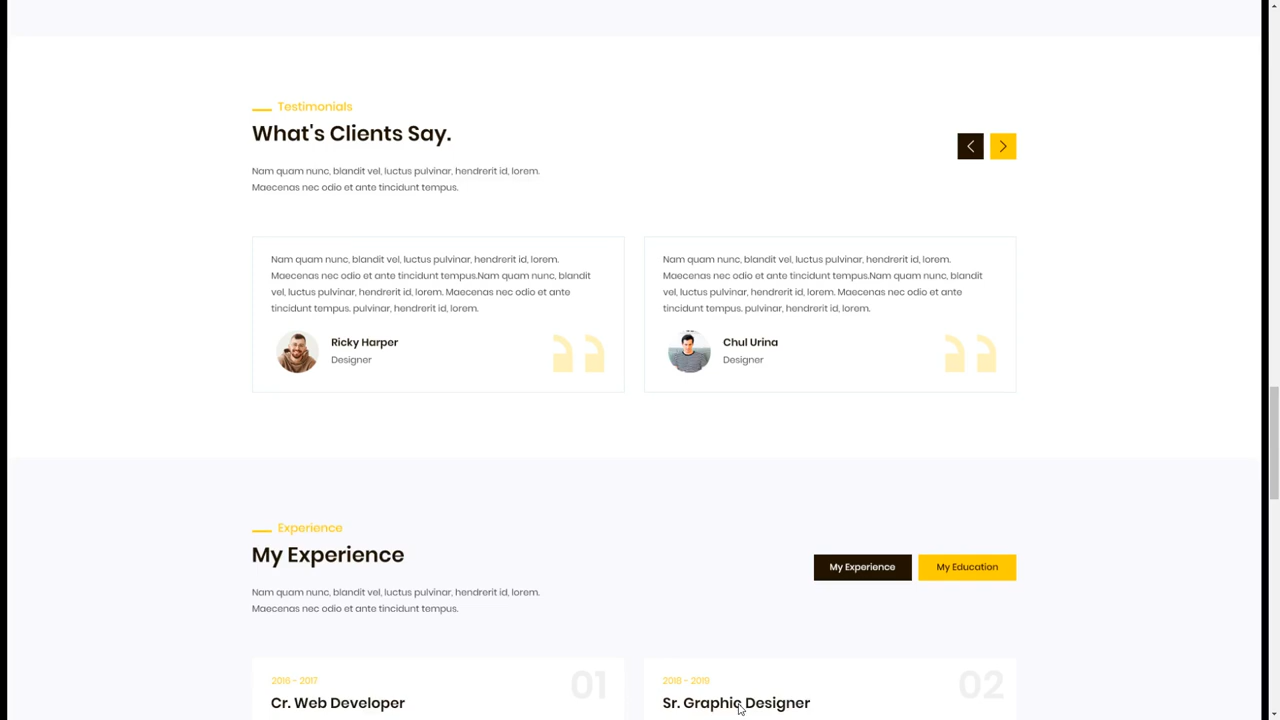 Testimonials
What's Clients Say.
Nam quam nunc, blandit vel, luctus pulvinar, hendrerit id, lorem.
Maecenas nec odio et ante tincidunt tempus.
Nam quam nunc, blandit vel, luctus pulvinar, hendrerit id, lorem.
Maecenas nec odio et ante tincidunt tempus.Nam quam nunc, blandit
vel, luctus pulvinar, hendrerit id, lorem. Maecenas nec odio et ante
tincidunt tempus. pulvinar, hendrerit id, lorem.
Ricky Harper
Designer
Nam quam nunc, blandit vel, luctus pulvinar, hendrerit id, lorem.
Maecenas nec odio et ante tincidunt tempus.Nam quam nunc, blandit
vel, luctus pulvinar, hendrerit id, lorem. Maecenas nec odio et ante
tincidunt tempus. pulvinar, hendrerit id, lorem.
Chul Urina
Designer
Experience
My Experience
Nam quam nunc, blandit vel, luctus pulvinar, hendrerit id, lorem.
Maecenas nec odio et ante tincidunt tempus.
My Experience
My Education
2016 - 2017
01
Cr. Web Developer
2018 - 2019
02
Sr. Graphic Designer